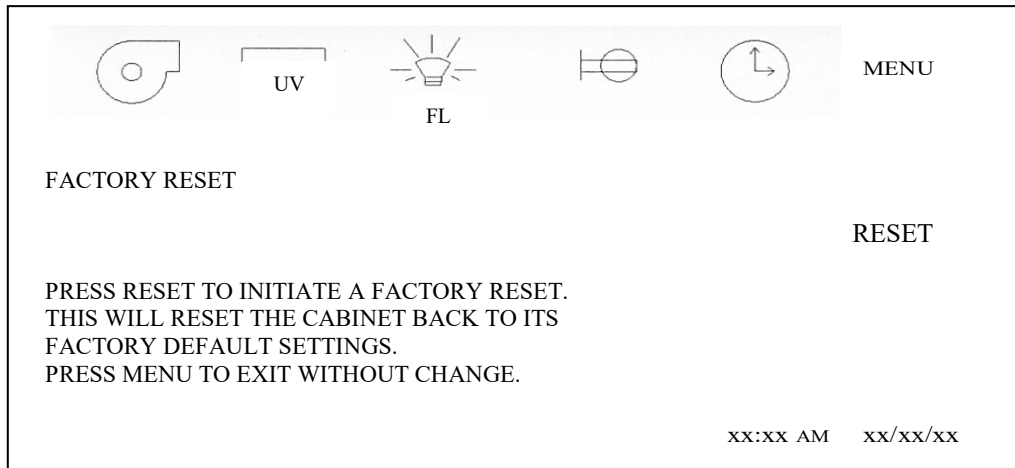 UV
FL
MENU
FACTORY RESET
RESET
PRESS RESET TO INITIATE A FACTORY RESET.
THIS WILL RESET THE CABINET BACK TO ITS
FACTORY DEFAULT SETTINGS.
PRESS MENU TO EXIT WITHOUT CHANGE.
xx:xx AM xx/xx/xx